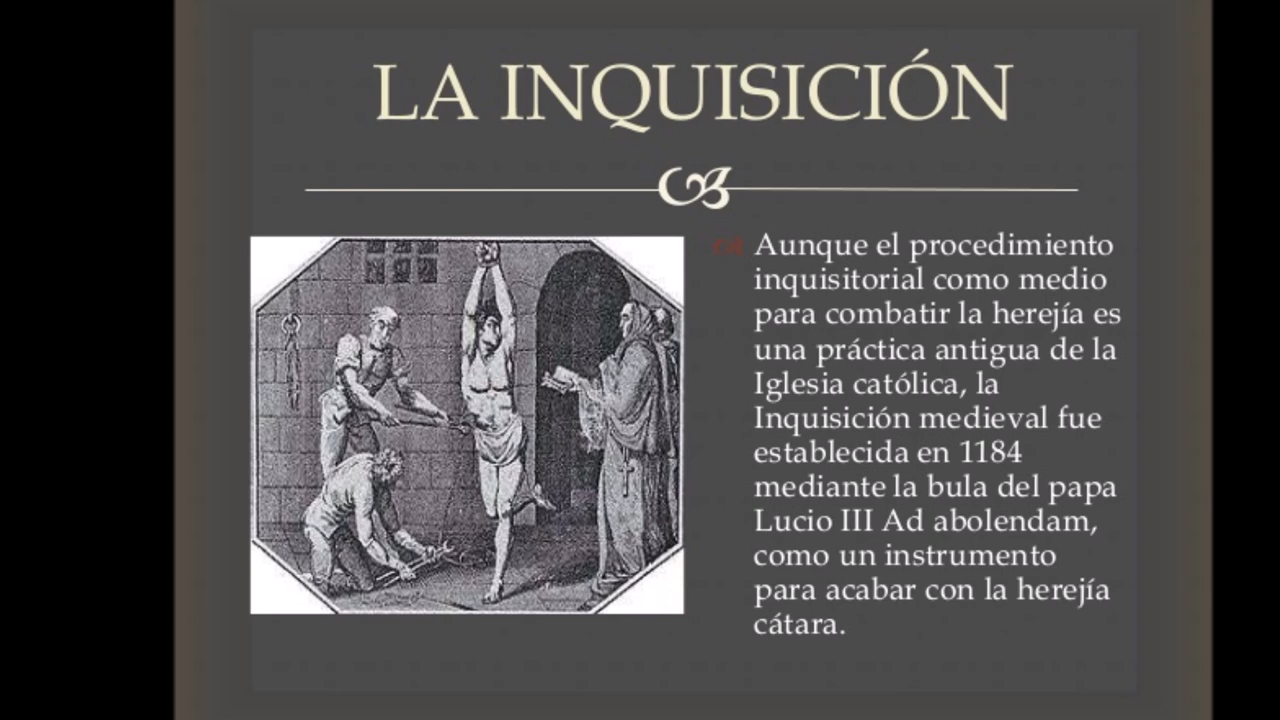 LA INQUISICIÓN
Aunque el procedimiento
inquisitorial como medio
para combatir la herejía es
una práctica antigua de la
Iglesia católica, la
Inquisición medieval fue
establecida en 1184
mediante la bula del papa
Lucio III Ad abolendam,
como un instrumento
para acabar con la herejía
cátara.